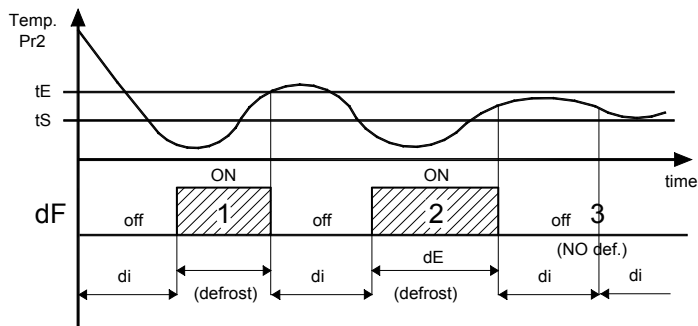 Temp.
Pr2
tE
tS
time
ON
ON
dF
off
1
off
2
off
3
(NO def.)
dE
di
(defrost)
di
(defrost)
di
di